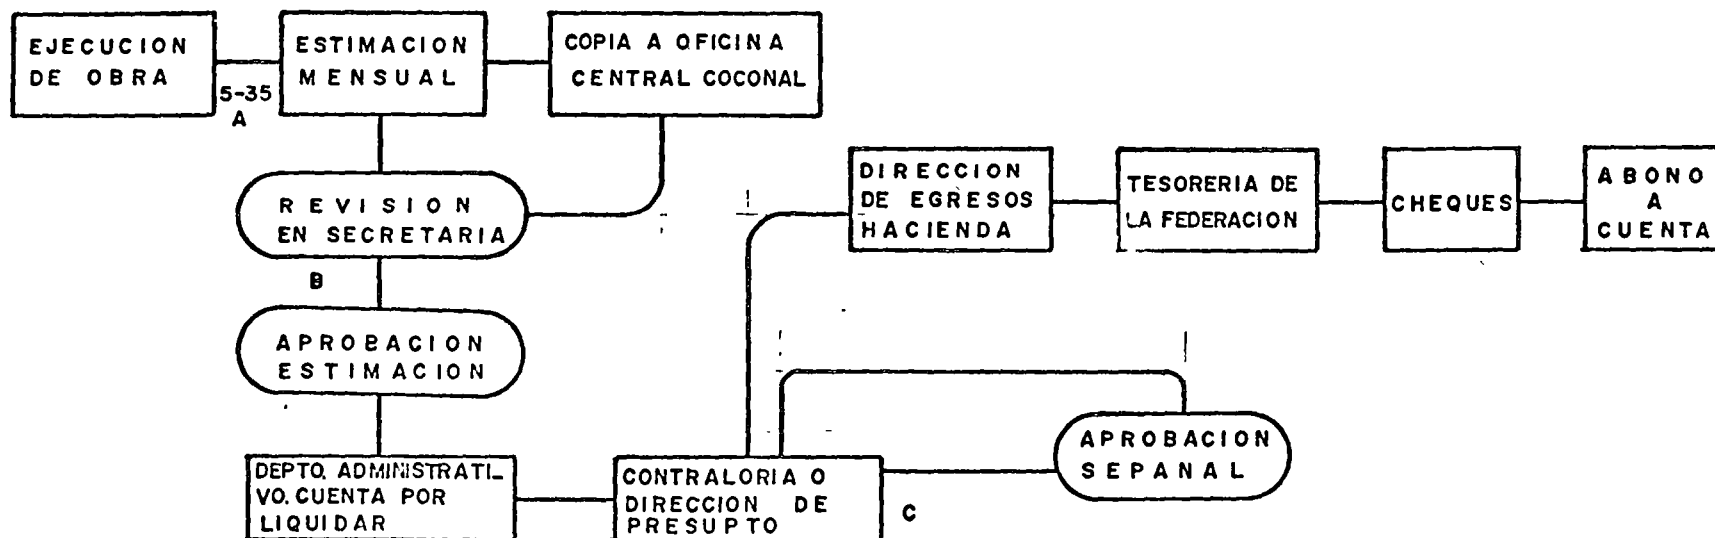 EJECUCION
DE OBRA
5-35
A
ESTIMACION
MENSUAL
COPIA A OFICINA
CENTRAL COCONAL
REVISION
EN SECRETARIA
B
APROBACION
ESTIMACION
DEPTO. ADMINISTRATI_
VO. CUENTA POR
LIQUIDAR
CONTRALORIA O
DIRECCION DE
PRESUPTO
C
APROBACION
SEPANAL
DIRECCION
DE EGRESOS
HACIENDA
TESORERIA DE
LA FEDERACION
CHEQUES
ABONO
A
CUENTA